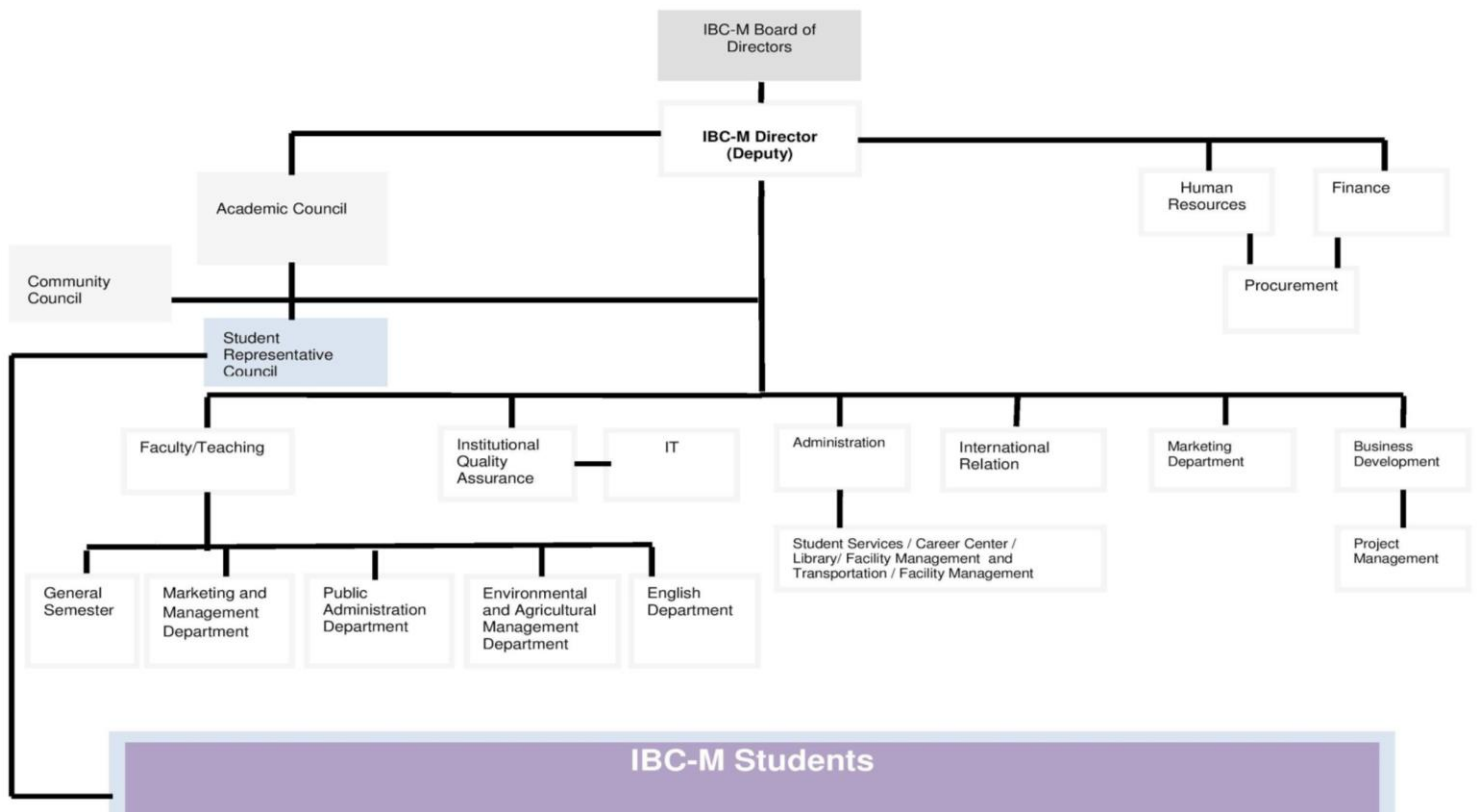 IBC-M Board of
Directors
IBC-M Director
(Deputy)
Human
Resources
Finance
Academic Council
Community
Council
Procurement
Student
Representative
Council
Faculty/Teaching
Institutional
Quality
Assurance
IT
Administration
International
Relation
Marketing
Department
Business
Development
Student Services / Career Center /
Library/ Facility Management and
Transportation / Facility Management
Project
Management
General
Semester
Marketing and
Management
Department
Public
Administration
Department
Environmental
and Agricultural
Management
Department
English
Department
IBC-M Students